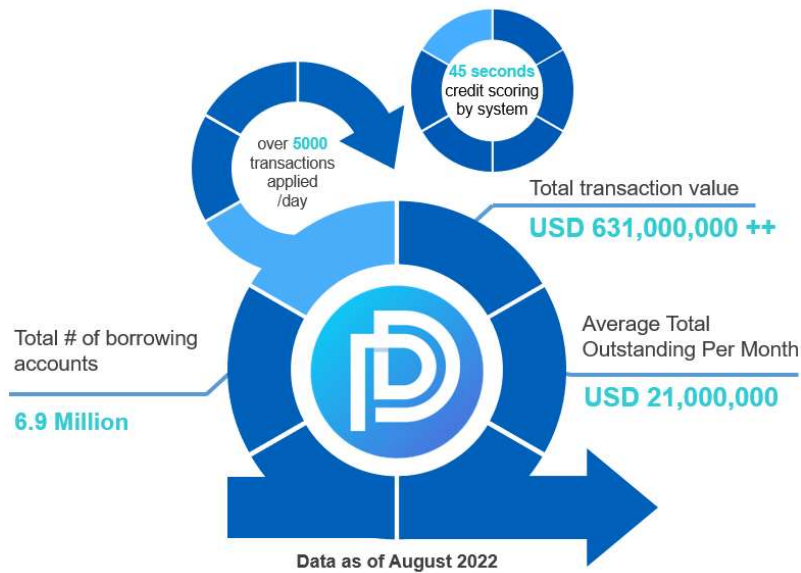 45 seconds
credit scoring
by system
over 5000
transactions
applied
/day
Total transaction value
USD 631,000,000 ++
Average Total
Outstanding Per Month
USD 21,000,000
Total # of borrowing
accounts
6.9 Million
Data as of August 2022